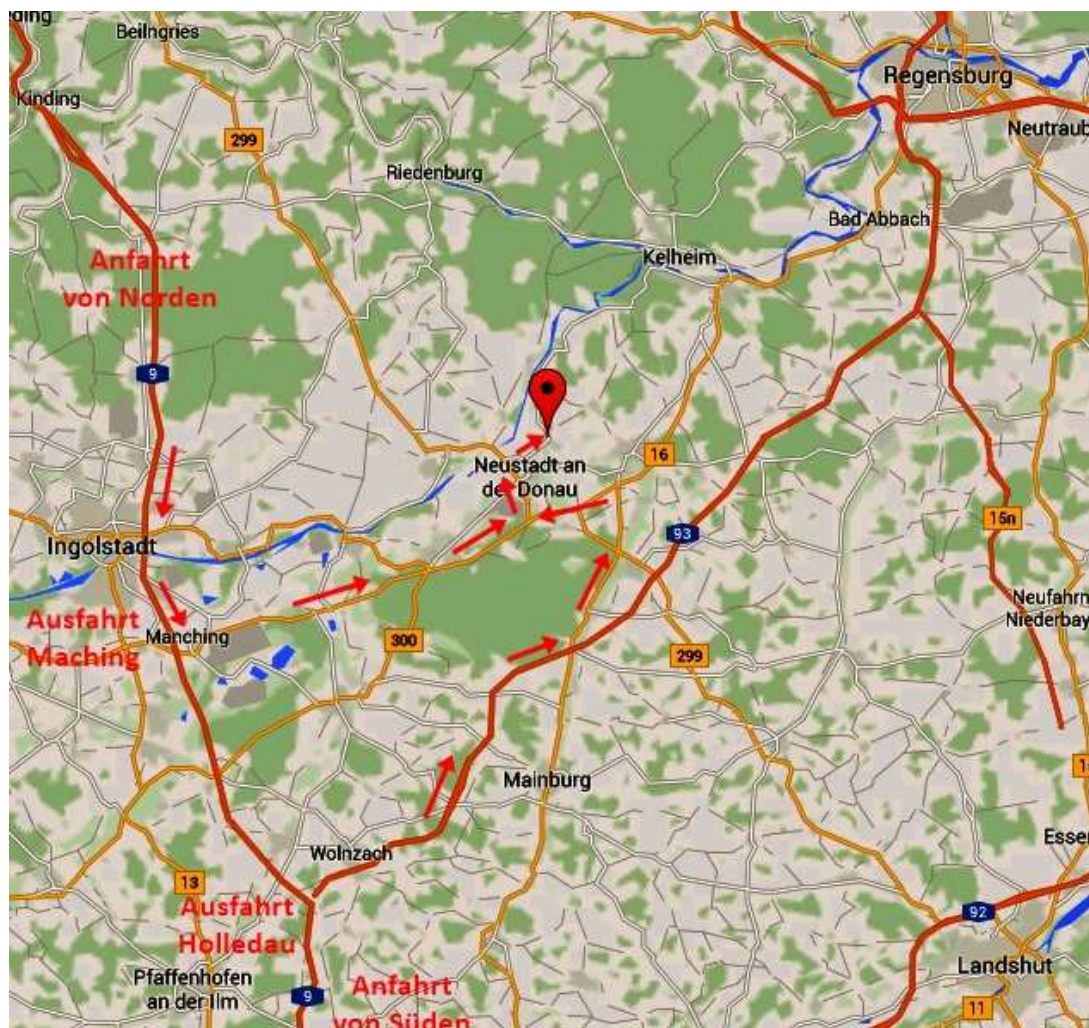 ding
Beilngries
Regensburg
Kinding
299
Neutraub
Riedenburg
Bad Abbach
Kelheim
Anfahrt
von Norden
9
16
Neustadt an
der Donau
15n
93
Ingolstadt
Neufahrn
Niederbay
Ausfahrt
Maching
Manching
300
299
Mainburg
Essen
Wolnzach
13
Ausfahrt
Holledau
92
Landshut
Pfaffenhofen
an der Ilm
9
Anfahrt
von Süden
11